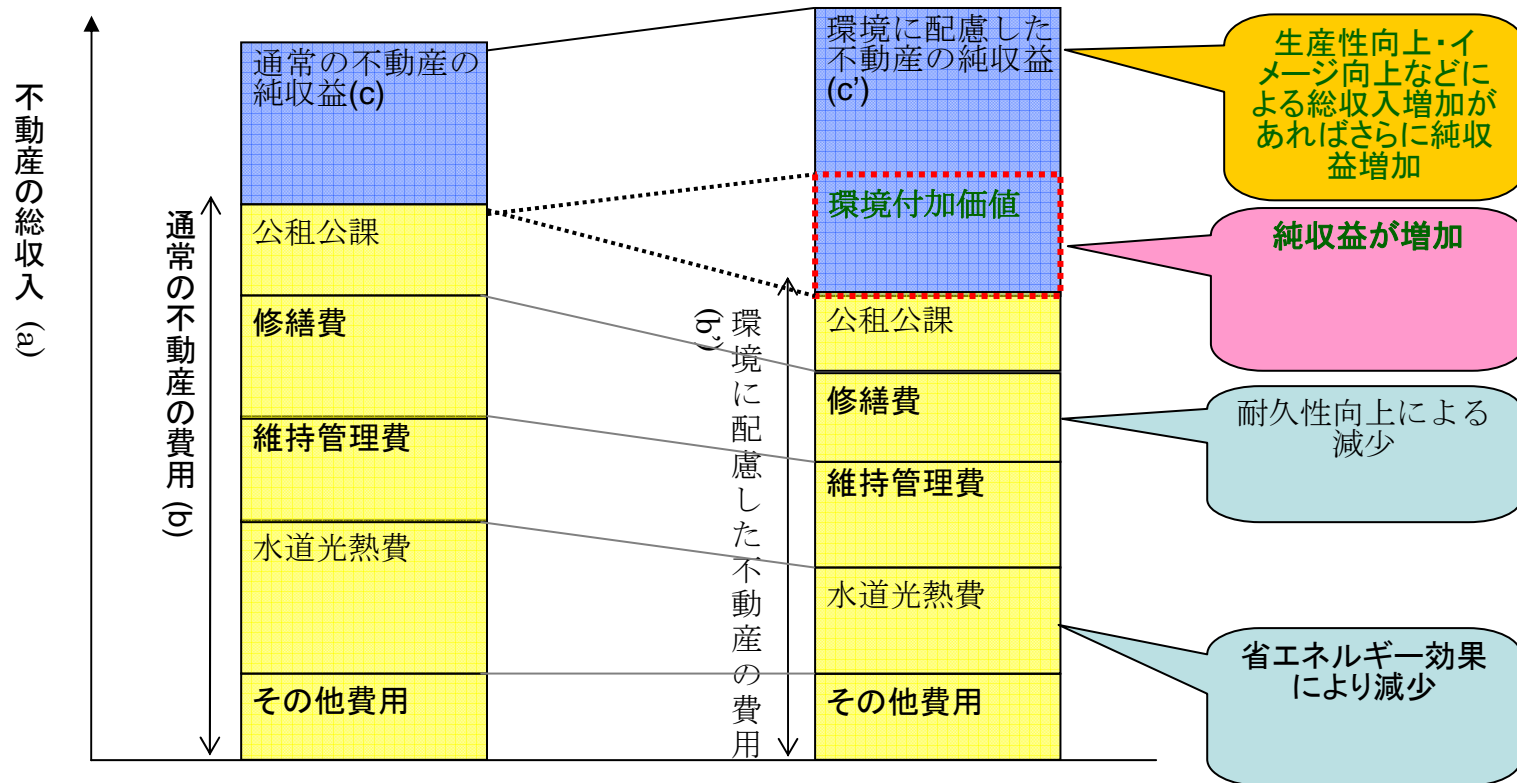 不動産の総収入 (a)
通常の不動産の費用 (b)
通常の不動産の
純収益(c)
公租公課
修繕費
維持管理費
水道光熱費
その他費用
環境に配慮した不動産の費用
(b’)
環境に配慮した
不動産の純収益
(c’)
環境付加価値
公租公課
修繕費
維持管理費
水道光熱費
その他費用
生産性向上・イ
メージ向上などに
よる総収入増加が
あればさらに純収
益増加
純収益が増加
耐久性向上による
減少
省エネルギー効果
により減少